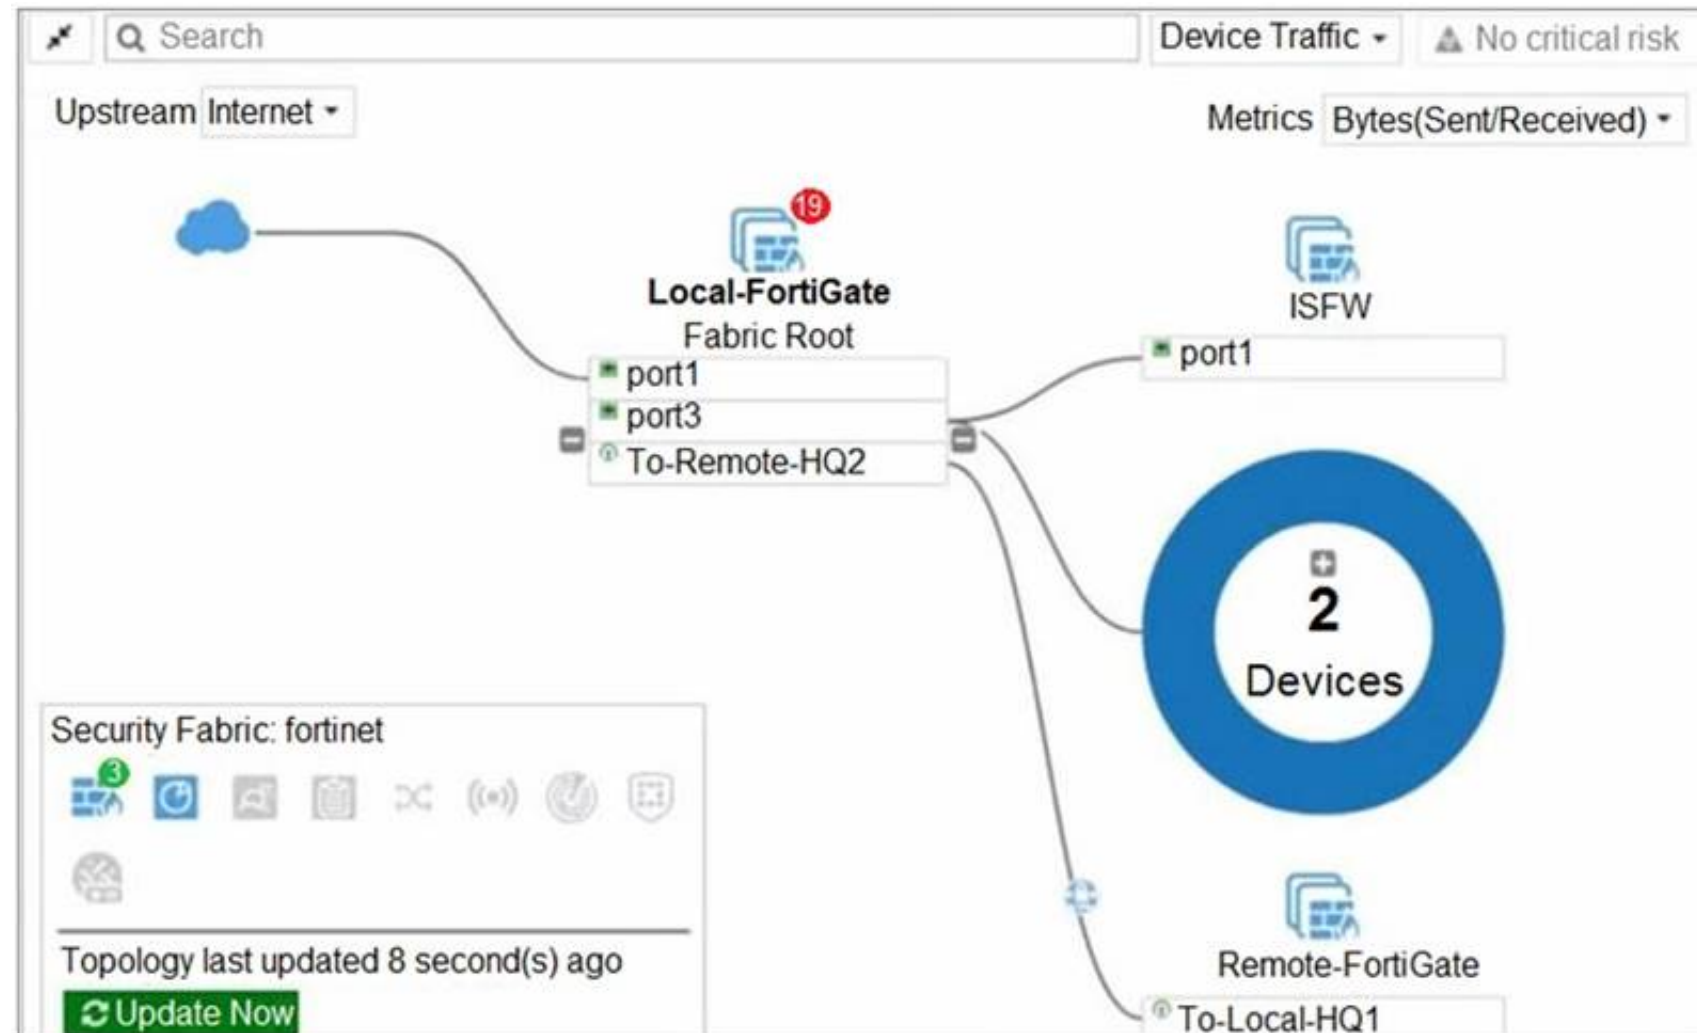 Search
Device Traffic
No critical risk
Upstream Internet
Metrics Bytes(Sent/Received)
19
Local-FortiGate
Fabric Root
port1
port3
To-Remote-HQ2
ISFW
port1
2
Devices
Security Fabric: fortinet
3
Topology last updated 8 second(s) ago
Update Now
Remote-FortiGate
To-Local-HQ1